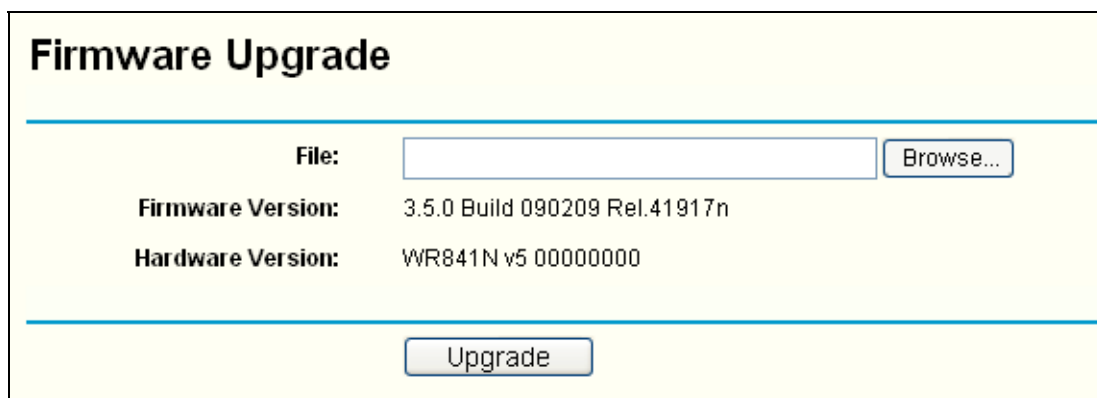 Firmware Upgrade
File: Browse...
Firmware Version: 3.5.0 Build 090209 Rel.41917n
Hardware Version: WR841N v5 00000000
Upgrade